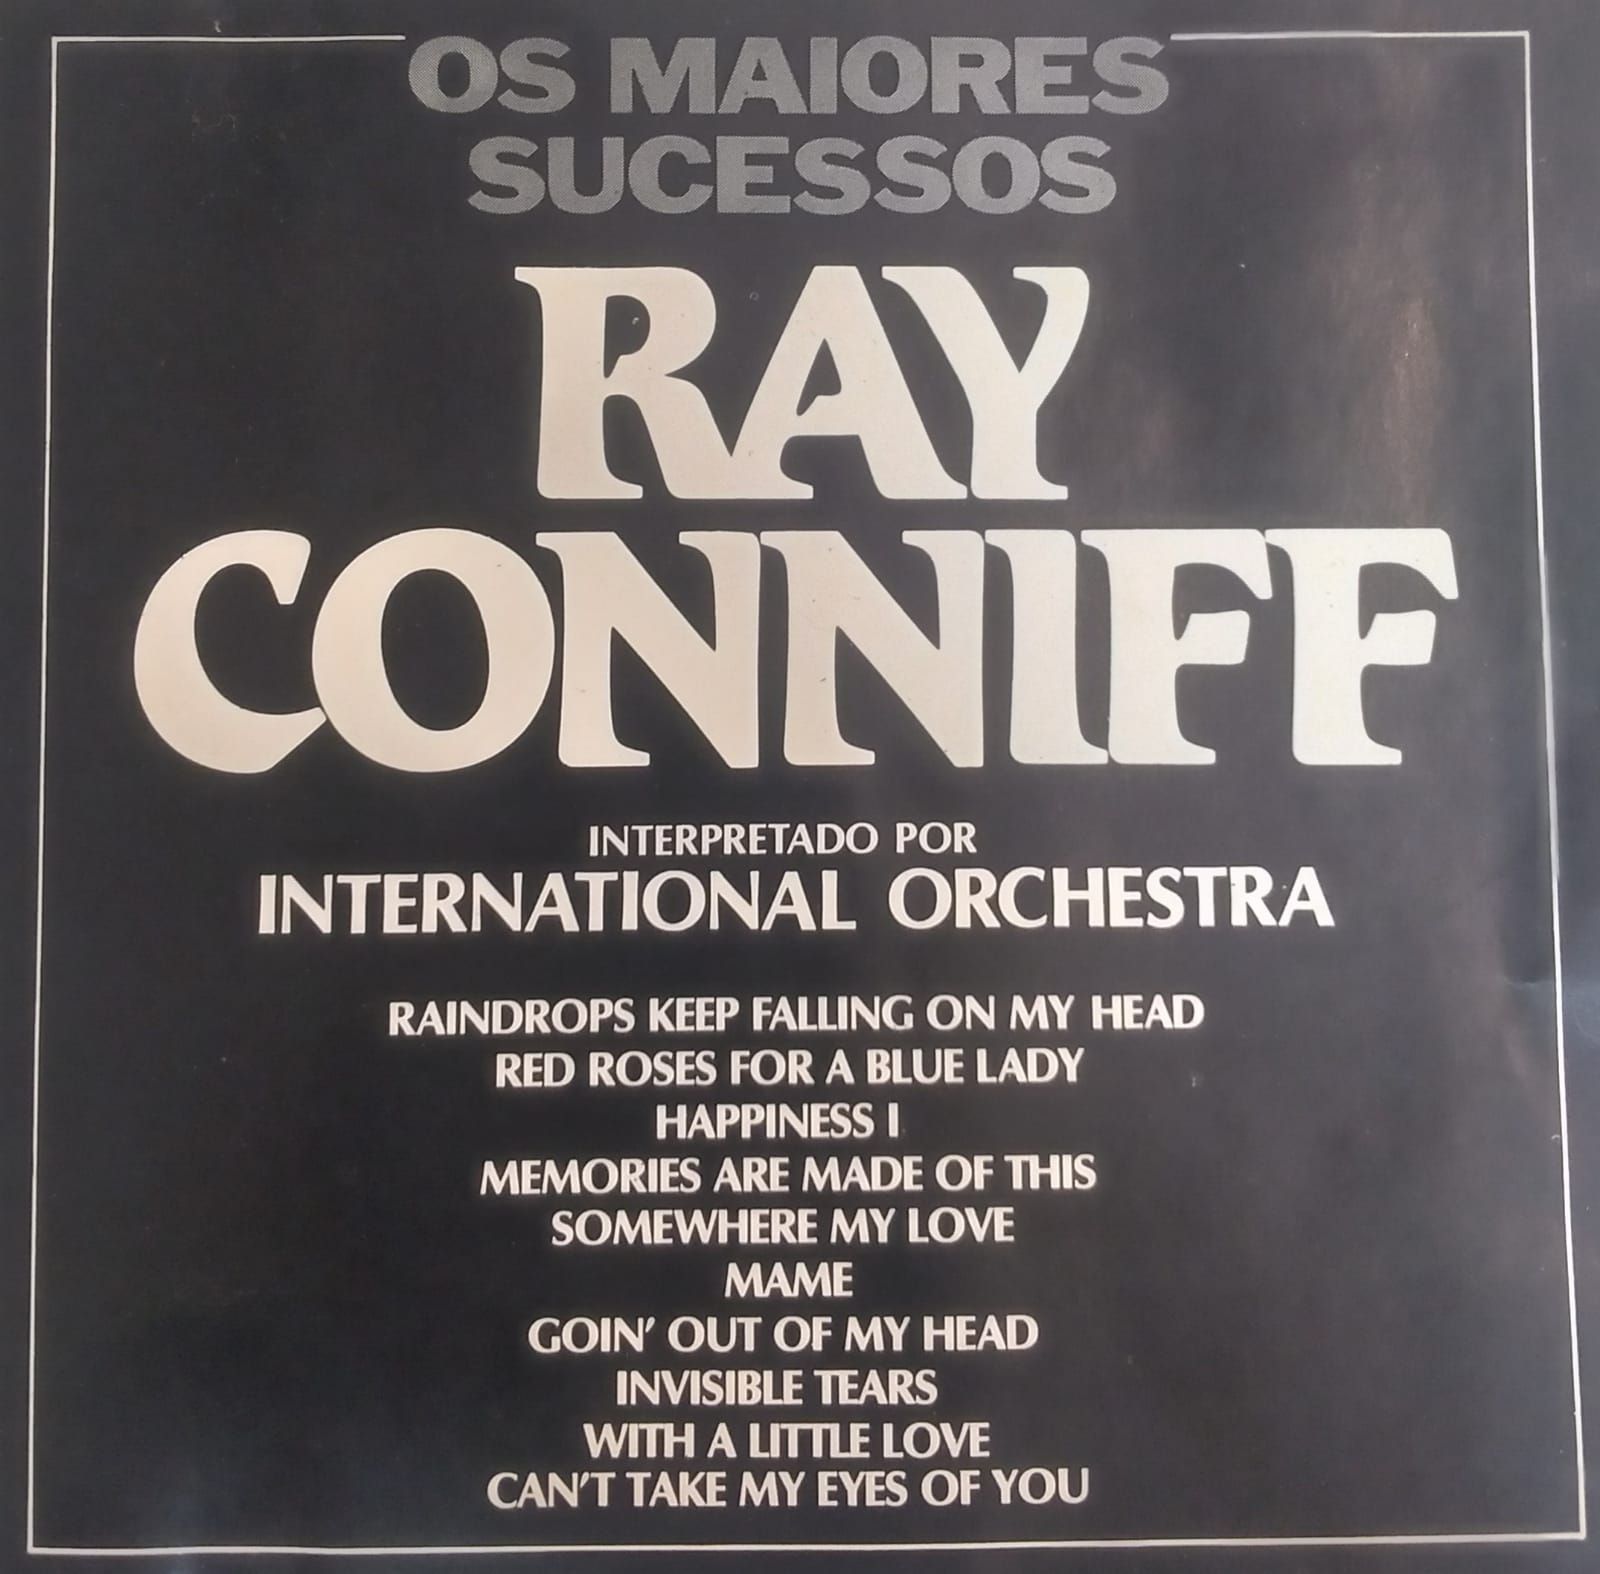 OS MAIORES
SUCESSOS
RAY
CONNIFF
INTERPRETADO POR
INTERNATIONAL ORCHESTRA
RAINDROPS KEEP FALLING ON MY HEAD
RED ROSES FOR A BLUE LADY
HAPPINESS I
MEMORIES ARE MADE OF THIS
SOMEWHERE MY LOVE
MAME
GOIN' OUT OF MY HEAD
INVISIBLE TEARS
WITH A LITTLE LOVE
CAN'T TAKE MY EYES OF YOU